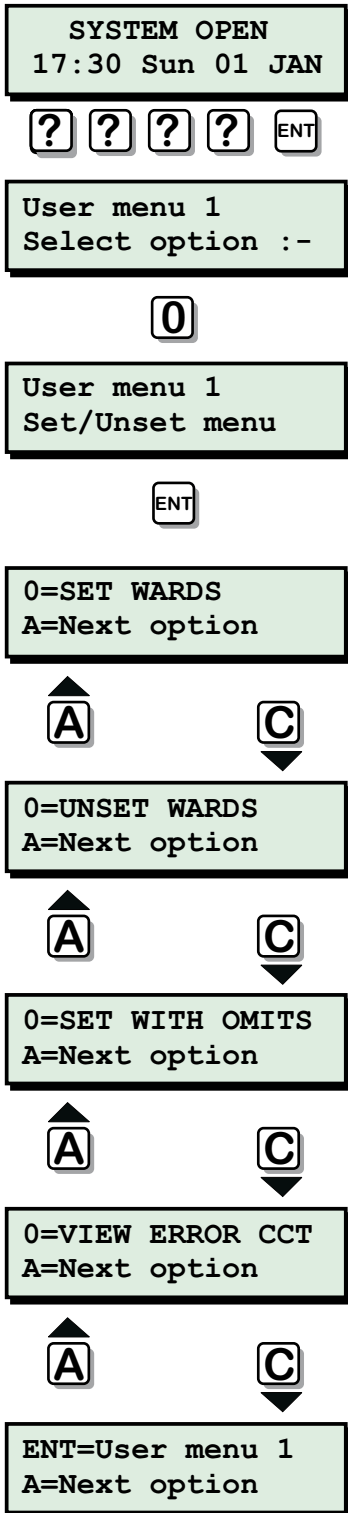 SYSTEM OPEN
17:30 Sun 01 JAN
? ? ? ? ENT
User menu 1
Select option :-
0
User menu 1
Set/Unset menu
ENT
0=SET WARDS
A=Next option
A C
0=UNSET WARDS
A=Next option
A C
0=SET WITH OMITS
A=Next option
A C
0=VIEW ERROR CCT
A=Next option
A C
ENT=User menu 1
A=Next option